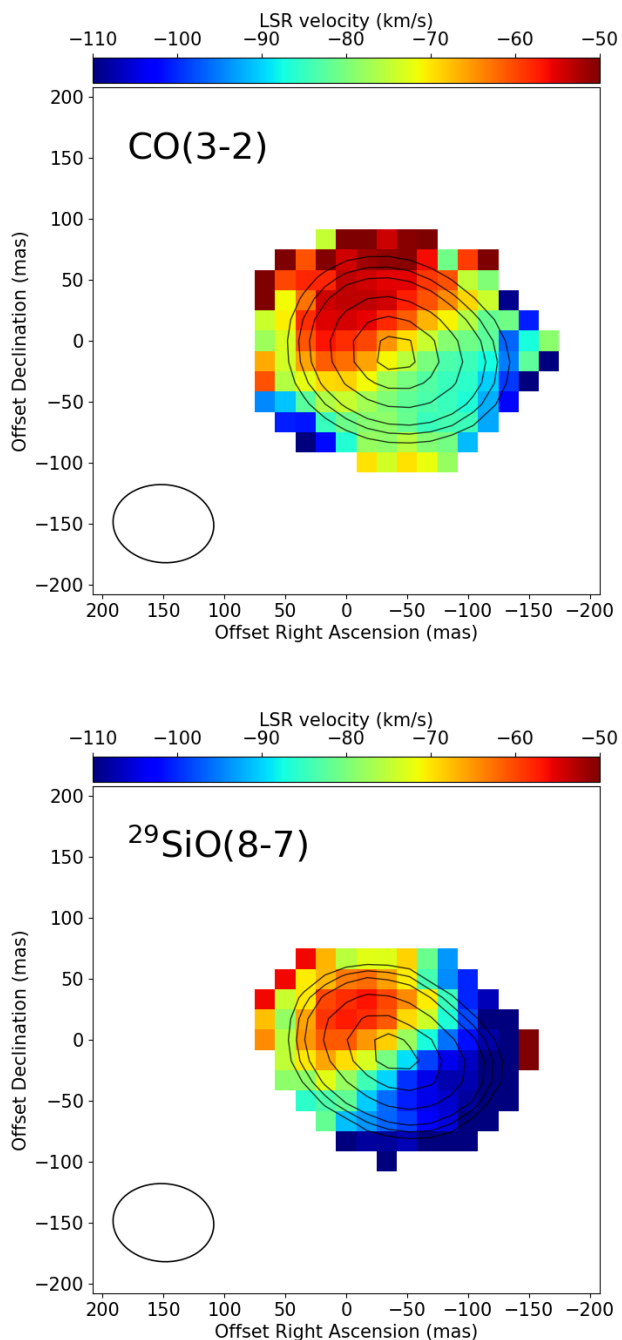 LSR velocity (km/s)
−110 −100 −90 −80 −70 −60 −50
CO(3-2)
200
150
100
50
0
−50
−100
−150
−200
Offset Declination (mas)
200 150 100 50 0 −50 −100 −150 −200
Offset Right Ascension (mas)
LSR velocity (km/s)
−110 −100 −90 −80 −70 −60 −50
²⁹SiO(8-7)
200
150
100
50
0
−50
−100
−150
−200
Offset Declination (mas)
200 150 100 50 0 −50 −100 −150 −200
Offset Right Ascension (mas)